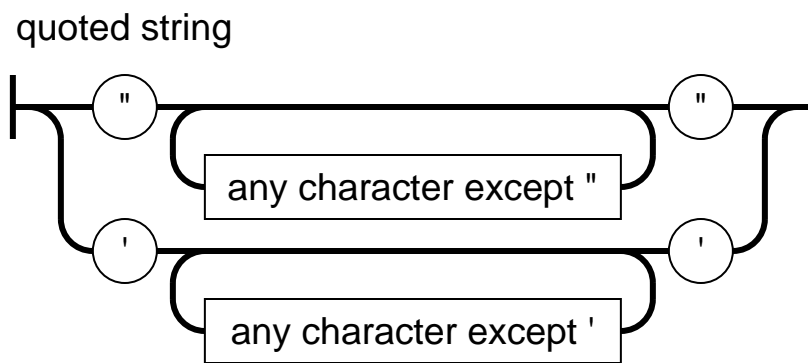 quoted string
" "
any character except "
' '
any character except '